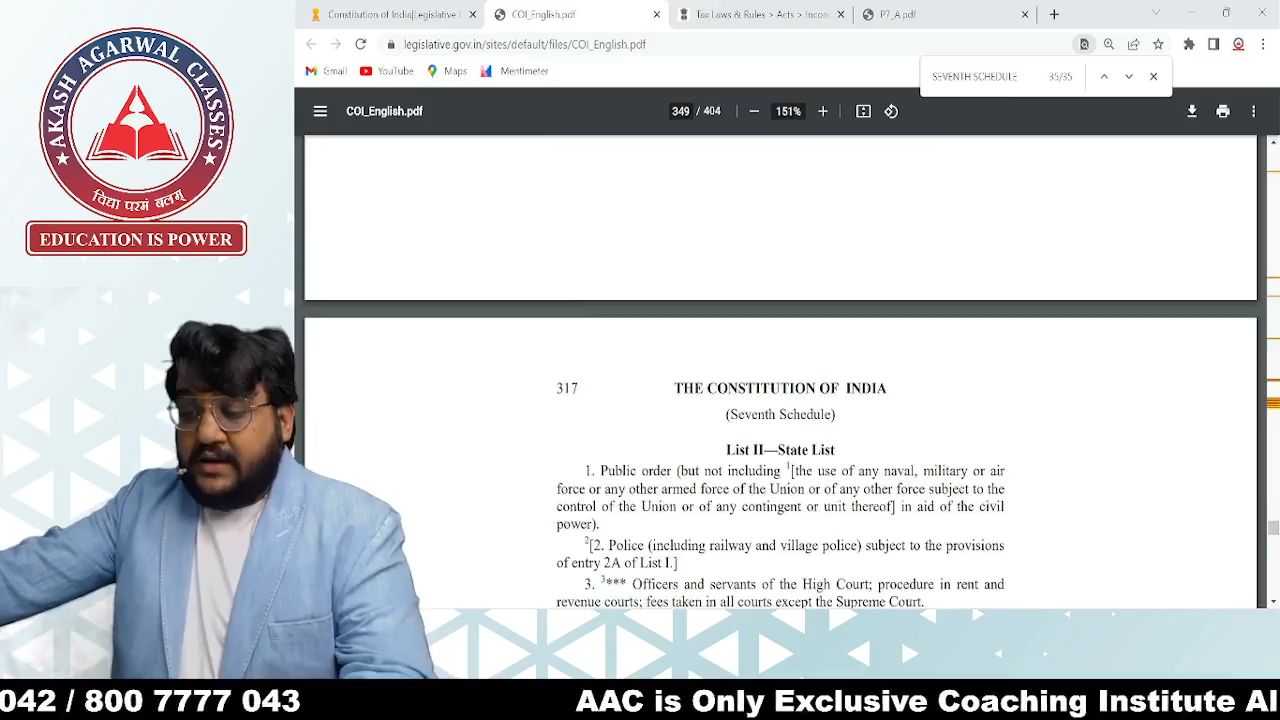 AKASH AGARWAL CLASSES
विद्या परमं बलम्
EDUCATION IS POWER
Constitution of India|Legislative
COI_English.pdf
Tax Laws & Rules > Acts > Incom
P7_A.pdf
legislative.gov.in/sites/default/files/COI_English.pdf
Gmail
YouTube
Maps
Mentimeter
SEVENTH SCHEDULE 35/35
COI_English.pdf
349 / 404
151%
317 THE CONSTITUTION OF INDIA
(Seventh Schedule)
List II—State List
1. Public order (but not including 1[the use of any naval, military or air
force or any other armed force of the Union or of any other force subject to the
control of the Union or of any contingent or unit thereof] in aid of the civil
power).
2[2. Police (including railway and village police) subject to the provisions
of entry 2A of List I.]
3. 3*** Officers and servants of the High Court; procedure in rent and
revenue courts; fees taken in all courts except the Supreme Court.
042 / 800 7777 043
AAC is Only Exclusive Coaching Institute Al